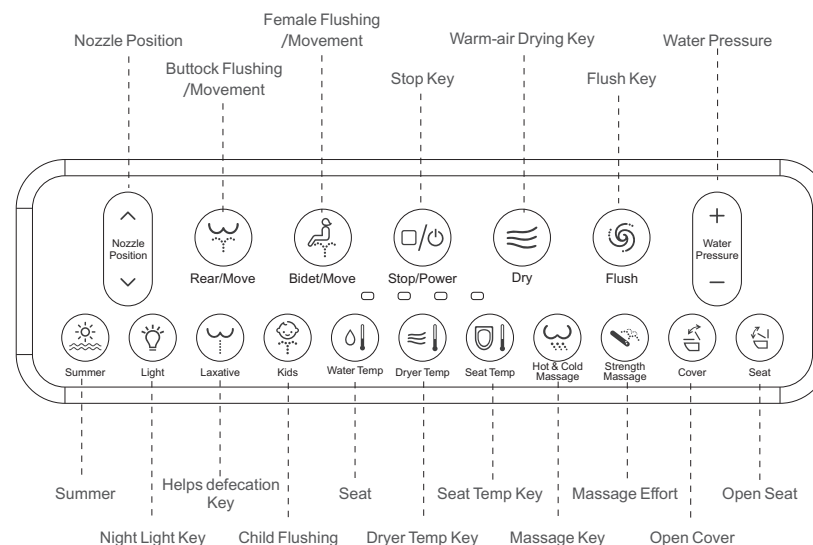 Female Flushing
/Movement
Nozzle Position
Warm-air Drying Key
Water Pressure
Buttock Flushing
/Movement
Stop Key
Flush Key
Nozzle
Position
Rear/Move
Bidet/Move
Stop/Power
Dry
Flush
+
Water
Pressure
−
Summer
Light
Laxative
Kids
Water Temp
Dryer Temp
Seat Temp
Hot & Cold
Massage
Strength
Massage
Cover
Seat
Summer
Helps defecation
Key
Seat
Seat Temp Key
Massage Effort
Open Seat
Night Light Key
Child Flushing
Dryer Temp Key
Massage Key
Open Cover